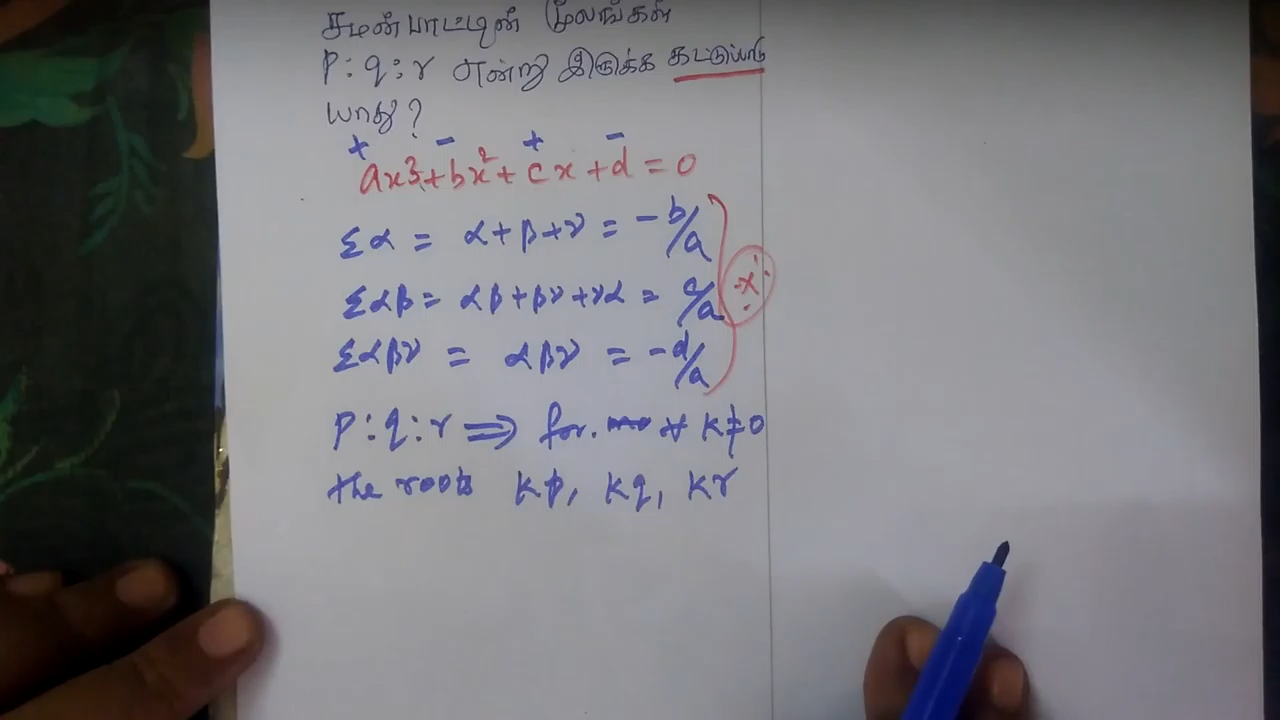 சமன்பாட்டின் மூலங்கள்
p : q : r என்று இருக்க கட்டுப்பாடு
யாது?
+ - + -
ax³ + bx² + cx + d = 0
Σα = α + β + γ = -b/a
Σαβ = αβ + βγ + γα = c/a
Σαβγ = αβγ = -d/a
p : q : r ⟹ for. ∀ k ≠ 0
the roots kp, kq, kr